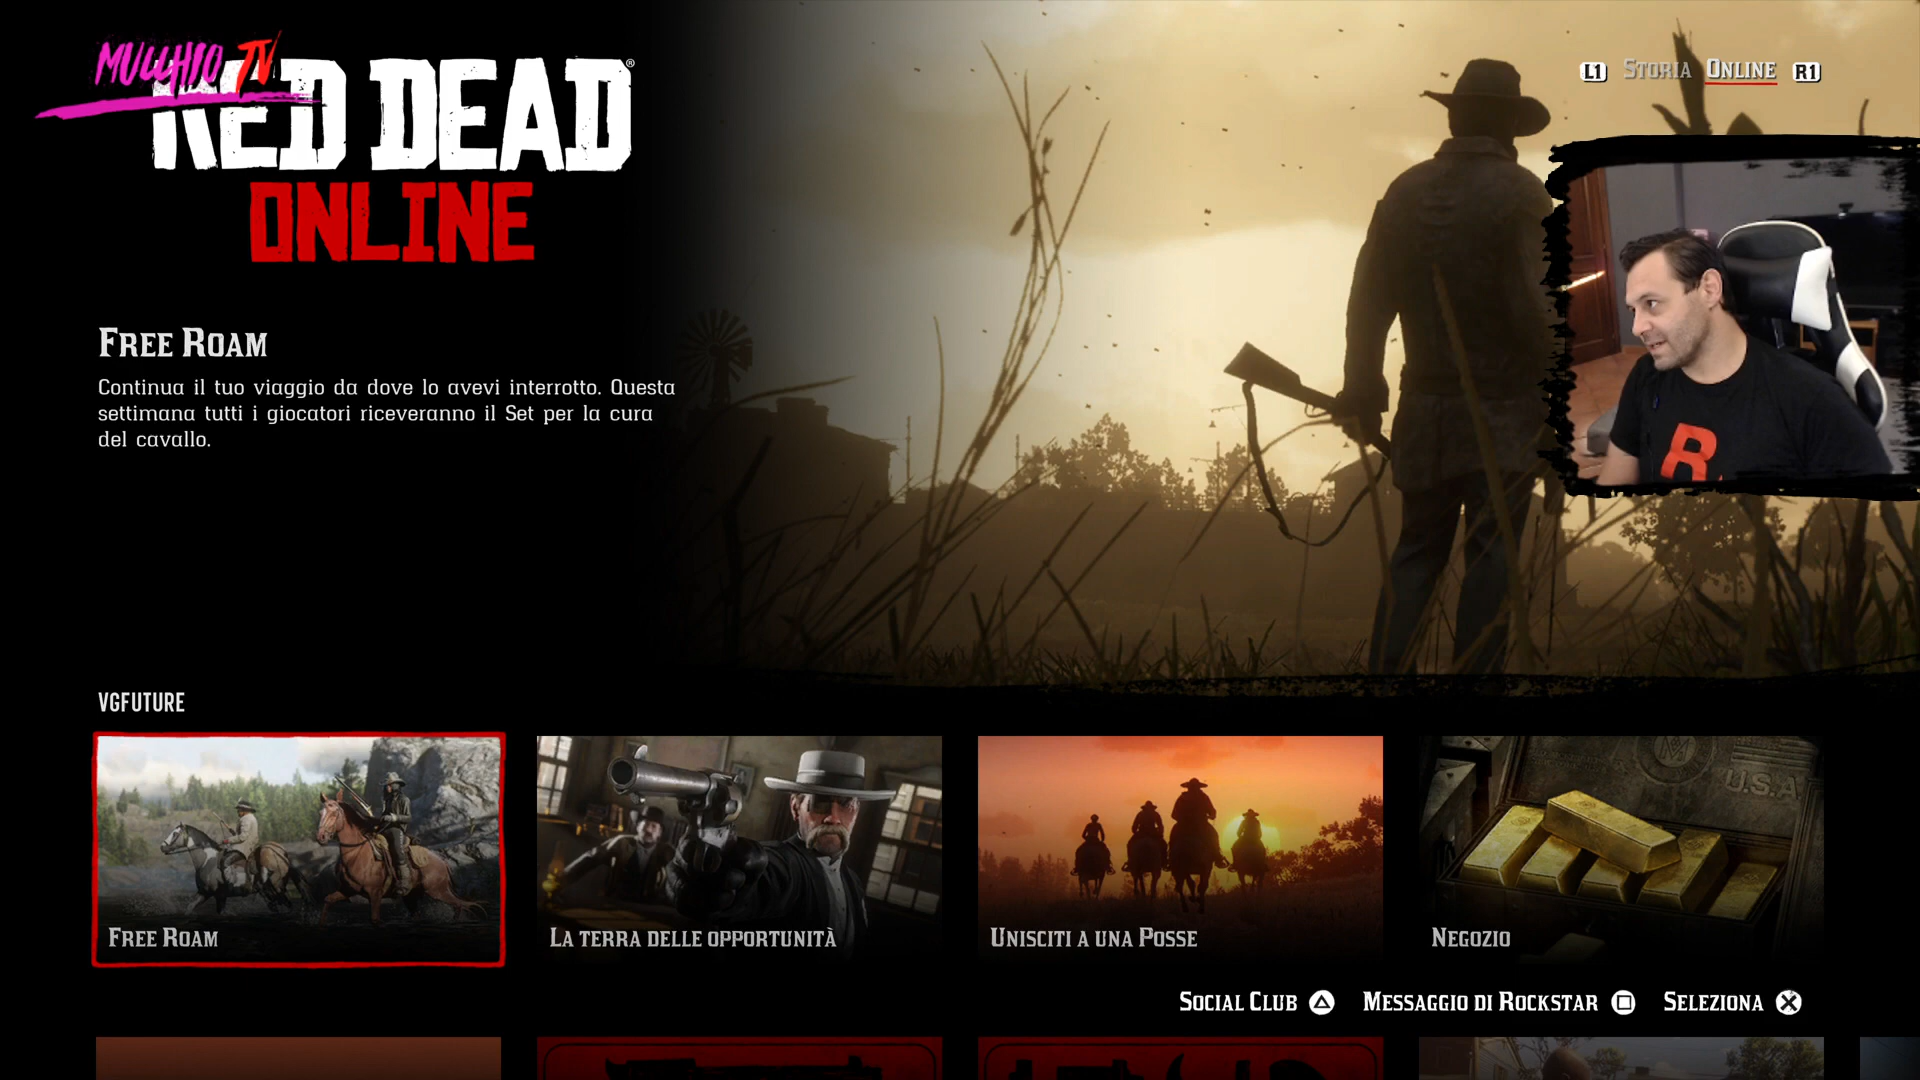 MUCCHIO TV
RED DEAD®
ONLINE
L1 STORIA ONLINE R1
FREE ROAM
Continua il tuo viaggio da dove lo avevi interrotto. Questa
settimana tutti i giocatori riceveranno il Set per la cura
del cavallo.
R
VGFUTURE
U.S.A
FREE ROAM
LA TERRA DELLE OPPORTUNITÀ
UNISCITI A UNA POSSE
NEGOZIO
SOCIAL CLUB
MESSAGGIO DI ROCKSTAR
SELEZIONA